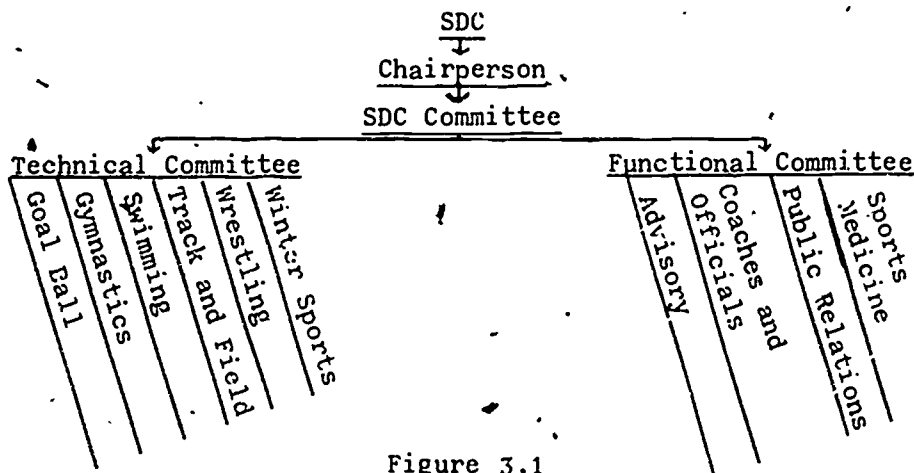 SDC
Chairperson
SDC Committee
Technical Committee
Goal Ball
Gymnastics
Swimming
Track and Field
Wrestling
Winter Sports
Functional Committee
Advisory
Coaches and
Officials
Public Relations
Sports
Medicine
Figure 3.1